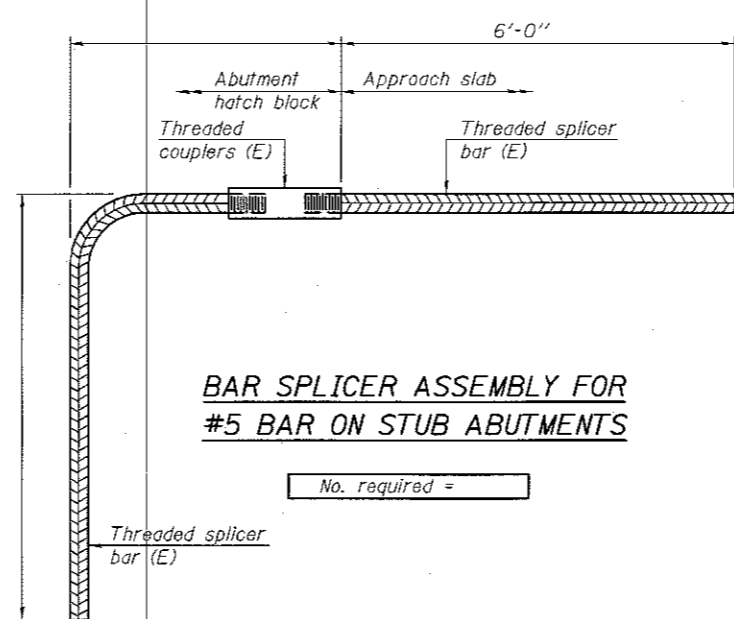 6'-0"
Abutment
hatch block
Approach slab
Threaded
couplers (E)
Threaded splicer
bar (E)
BAR SPLICER ASSEMBLY FOR
#5 BAR ON STUB ABUTMENTS
No. required =
Threaded splicer
bar (E)